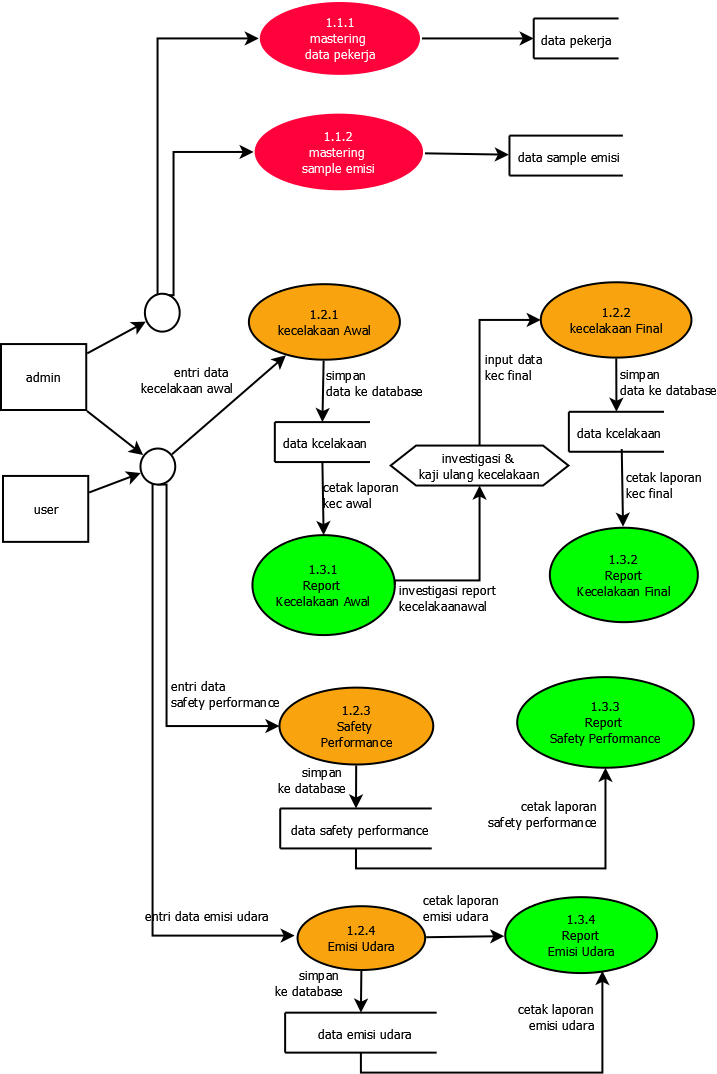 1.1.1
mastering
data pekerja
data pekerja
1.1.2
mastering
sample emisi
data sample emisi
admin
user
entri data
kecelakaan awal
1.2.1
kecelakaan Awal
simpan
data ke database
data kcelakaan
cetak laporan
kec awal
1.3.1
Report
Kecelakaan Awal
investigasi report
kecelakaanawal
investigasi &
kaji ulang kecelakaan
input data
kec final
1.2.2
kecelakaan Final
simpan
data ke database
data kcelakaan
cetak laporan
kec final
1.3.2
Report
Kecelakaan Final
entri data
safety performance
1.2.3
Safety
Performance
simpan
ke database
data safety performance
cetak laporan
safety performance
1.3.3
Report
Safety Performance
entri data emisi udara
1.2.4
Emisi Udara
cetak laporan
emisi udara
1.3.4
Report
Emisi Udara
simpan
ke database
data emisi udara
cetak laporan
emisi udara